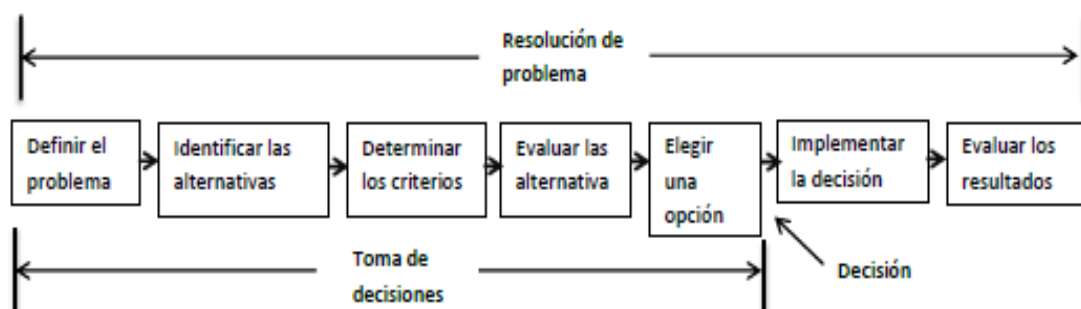 Resolución de
problema
Definir el
problema
Identificar las
alternativas
Determinar
los criterios
Evaluar las
alternativa
Elegir
una
opción
Implementar
la decisión
Evaluar los
resultados
Toma de
decisiones
Decisión